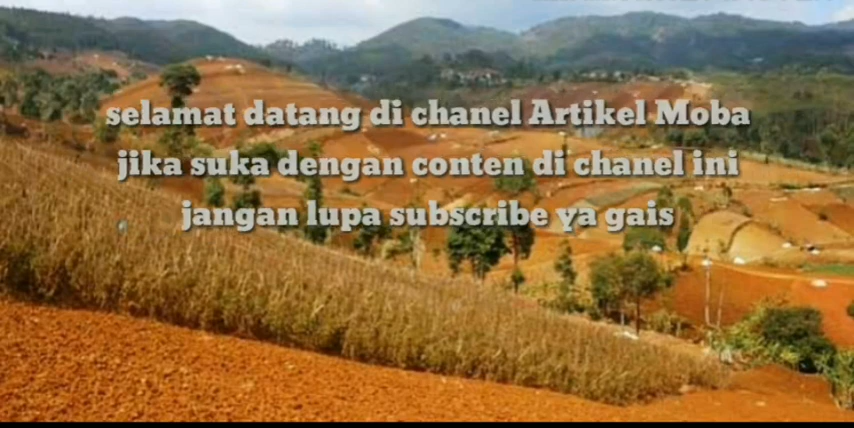 selamat datang di chanel Artikel Moba
jika suka dengan conten di chanel ini
jangan lupa subscribe ya gais